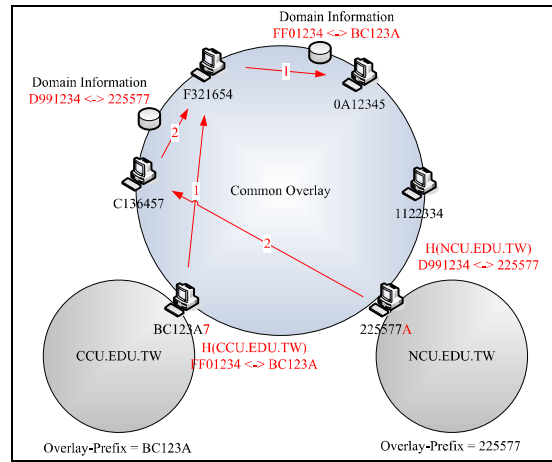 Domain Information
FF01234 <-> BC123A
Domain Information
D991234 <-> 225577
F321654
1
0A12345
2
C136457
1
Common Overlay
1122334
2
H(NCU.EDU.TW)
D991234 <-> 225577
BC123A7
225577A
CCU.EDU.TW
H(CCU.EDU.TW)
FF01234 <-> BC123A
NCU.EDU.TW
Overlay-Prefix = BC123A
Overlay-Prefix = 225577